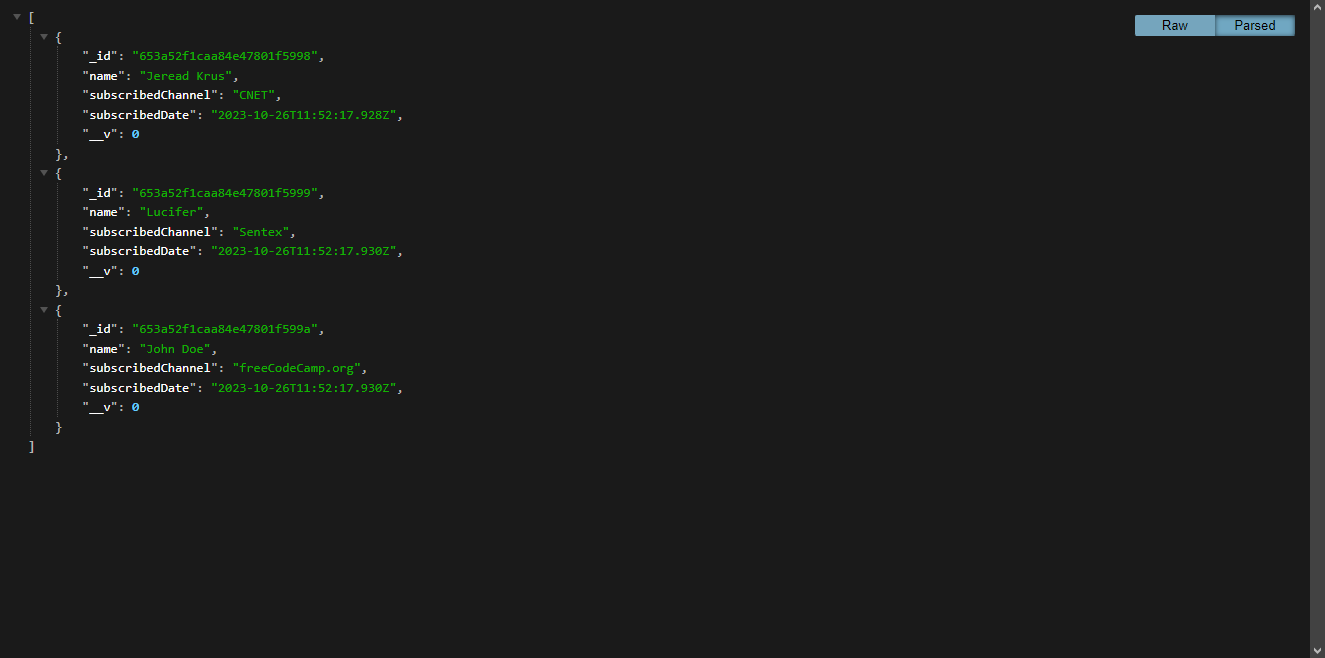 [
{
"_id": "653a52f1caa84e47801f5998",
"name": "Jeread Krus",
"subscribedChannel": "CNET",
"subscribedDate": "2023-10-26T11:52:17.928Z",
"__v": 0
},
{
"_id": "653a52f1caa84e47801f5999",
"name": "Lucifer",
"subscribedChannel": "Sentex",
"subscribedDate": "2023-10-26T11:52:17.930Z",
"__v": 0
},
{
"_id": "653a52f1caa84e47801f599a",
"name": "John Doe",
"subscribedChannel": "freeCodeCamp.org",
"subscribedDate": "2023-10-26T11:52:17.930Z",
"__v": 0
}
]
Raw Parsed